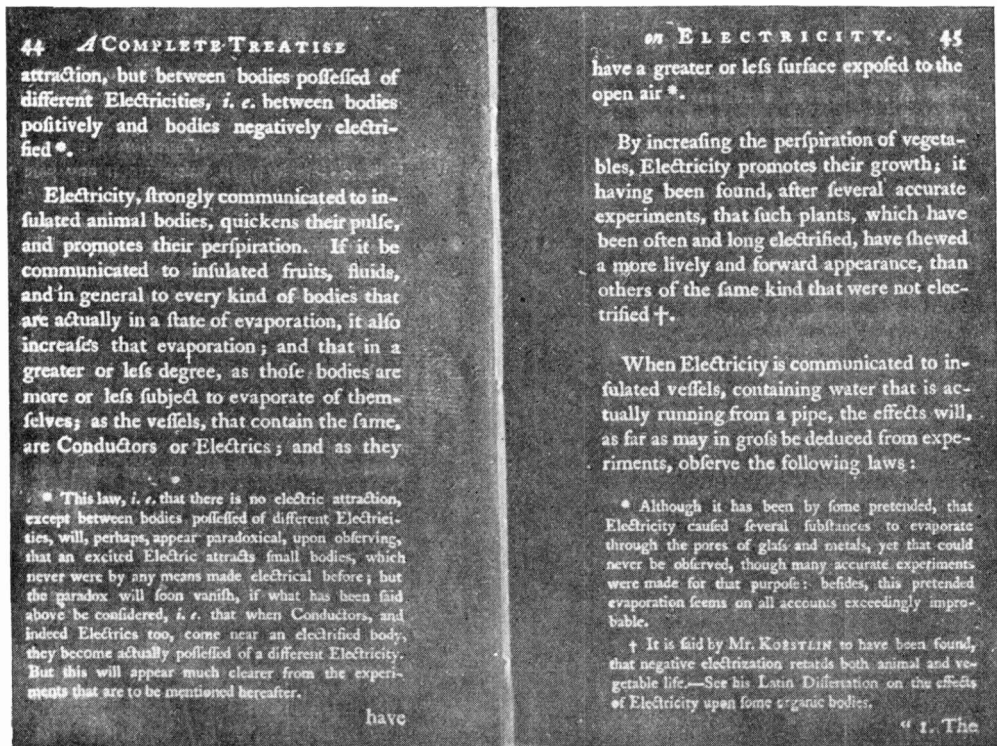 44 A COMPLETE TREATISE
attraction, but between bodies poſſeſſed of
different Electricities, i. e. between bodies
poſitively and bodies negatively electri-
fied *.
Electricity, ſtrongly communicated to in-
ſulated animal bodies, quickens their pulſe,
and promotes their perſpiration. If it be
communicated to inſulated fruits, fluids,
and in general to every kind of bodies that
are actually in a ſtate of evaporation, it alſo
increaſes that evaporation; and that in a
greater or leſs degree, as thoſe bodies are
more or leſs ſubject to evaporate of them-
ſelves; as the veſſels, that contain the ſame,
are Conductors or Electrics; and as they
* This law, i. e. that there is no electric attraction,
except between bodies poſſeſſed of different Electrici-
ties, will, perhaps, appear paradoxical, upon obſerving,
that an excited Electric attracts ſmall bodies, which
never were by any means made electrical before; but
the paradox will ſoon vaniſh, if what has been ſaid
above be conſidered, i. e. that when Conductors, and
indeed Electrics too, come near an electrified body,
they become actually poſſeſſed of a different Electricity.
But this will appear much clearer from the experi-
ments that are to be mentioned hereafter.
have
on ELECTRICITY. 45
have a greater or leſs ſurface expoſed to the
open air *.
By increaſing the perſpiration of vegeta-
bles, Electricity promotes their growth; it
having been found, after ſeveral accurate
experiments, that ſuch plants, which have
been often and long electrified, have ſhewed
a more lively and forward appearance, than
others of the ſame kind that were not elec-
trified †.
When Electricity is communicated to in-
ſulated veſſels, containing water that is ac-
tually running from a pipe, the effects will,
as far as may in groſs be deduced from expe-
riments, obſerve the following laws:
* Although it has been by ſome pretended, that
Electricity cauſed ſeveral ſubſtances to evaporate
through the pores of glaſs and metals, yet that could
never be obſerved, though many accurate experiments
were made for that purpoſe: beſides, this pretended
evaporation ſeems on all accounts exceedingly impro-
bable.
† It is ſaid by Mr. KOESTLIN to have been found,
that negative electrization retards both animal and ve-
getable life.—See his Latin Diſſertation on the effects
of Electricity upon ſome organic bodies.
“ 1. The